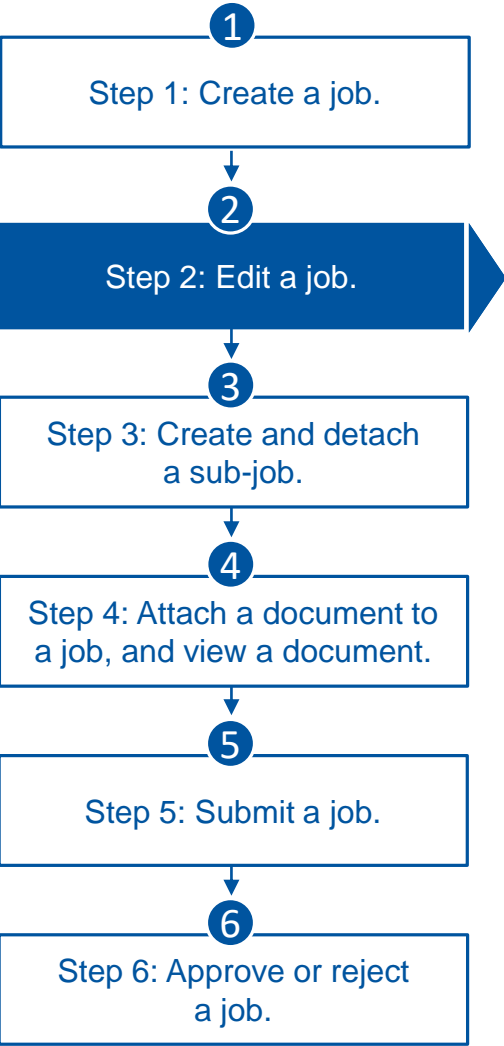 1
Step 1: Create a job.
2
Step 2: Edit a job.
3
Step 3: Create and detach
a sub-job.
4
Step 4: Attach a document to
a job, and view a document.
5
Step 5: Submit a job.
6
Step 6: Approve or reject
a job.